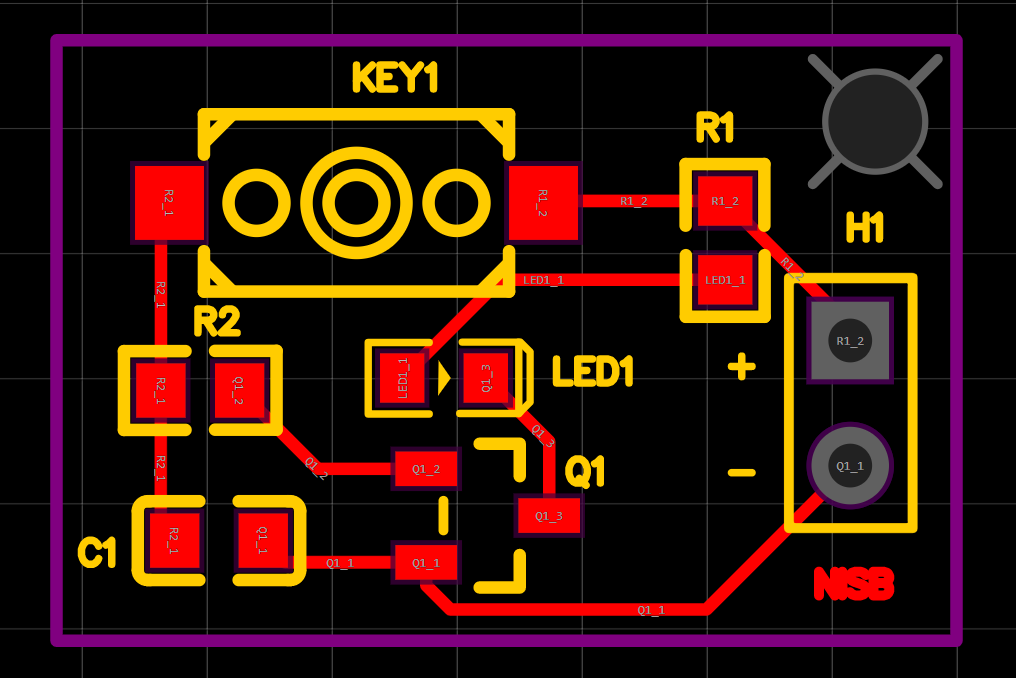 KEY1
R1
R2_1
R1_2
R1_2
R1_2
H1
R1_2
R2_1
LED1_1
LED1_1
R2
R1_2
LED1_1
Q1_3
LED1
+
R2_1
Q1_2
Q1_3
Q1_2
Q1_2
Q1
Q1_1
R2_1
-
Q1_3
C1
R2_1
Q1_1
Q1_1
Q1_1
NISB
Q1_1